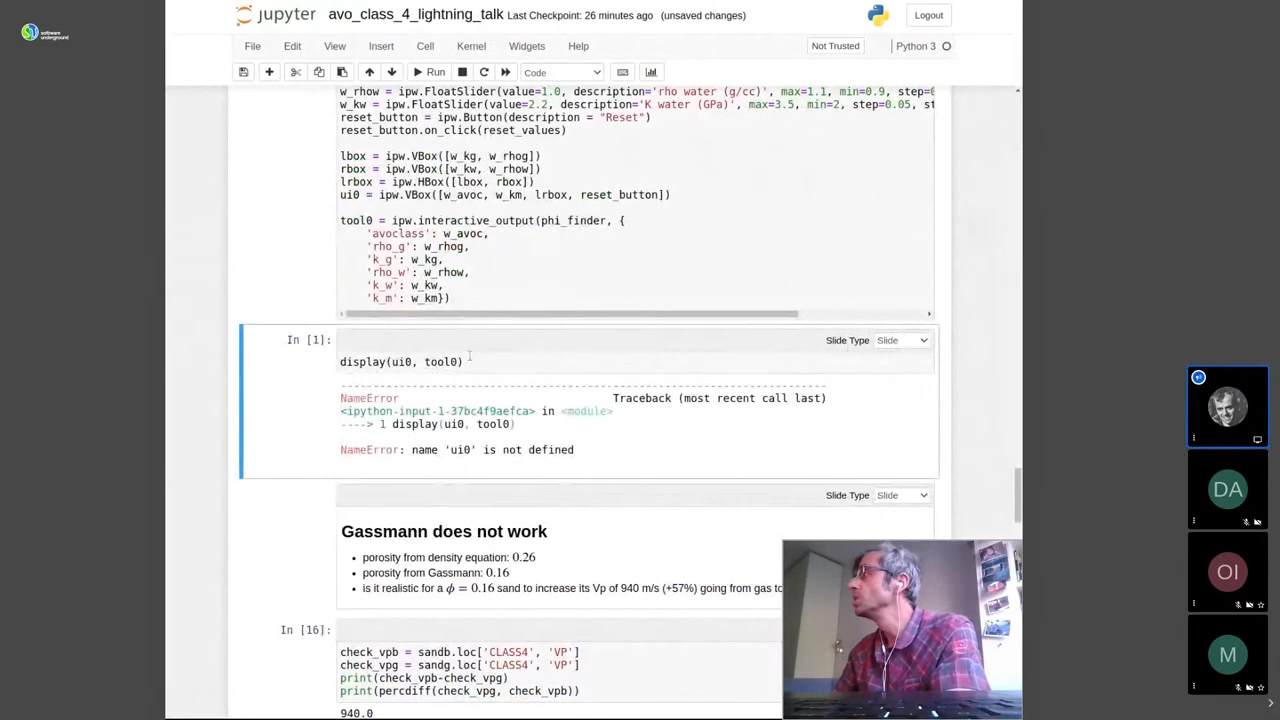 software
underground
jupyter avo_class_4_lightning_talk Last Checkpoint: 26 minutes ago (unsaved changes)
Logout
File Edit View Insert Cell Kernel Widgets Help
Not Trusted
Python 3
Run
Code
w_rhow = ipw.FloatSlider(value=1.0, description='rho water (g/cc)', max=1.1, min=0.9, step=0
w_kw = ipw.FloatSlider(value=2.2, description='K water (GPa)', max=3.5, min=2, step=0.05, st
reset_button = ipw.Button(description = "Reset")
reset_button.on_click(reset_values)
lbox = ipw.VBox([w_kg, w_rhog])
rbox = ipw.VBox([w_kw, w_rhow])
lrbox = ipw.HBox([lbox, rbox])
ui0 = ipw.VBox([w_avoc, w_km, lrbox, reset_button])
tool0 = ipw.interactive_output(phi_finder, {
'avoclass': w_avoc,
'rho_g': w_rhog,
'k_g': w_kg,
'rho_w': w_rhow,
'k_w': w_kw,
'k_m': w_km})
In [1]:
Slide Type Slide
display(ui0, tool0)
---------------------------------------------------------------------------
NameError Traceback (most recent call last)
<ipython-input-1-37bc4f9aefca> in <module>
----> 1 display(ui0, tool0)
NameError: name 'ui0' is not defined
Slide Type Slide
Gassmann does not work
• porosity from density equation: 0.26
• porosity from Gassmann: 0.16
• is it realistic for a ϕ = 0.16 sand to increase its Vp of 940 m/s (+57%) going from gas to
In [16]:
check_vpb = sandb.loc['CLASS4', 'VP']
check_vpg = sandg.loc['CLASS4', 'VP']
print(check_vpb-check_vpg)
print(percdiff(check_vpg, check_vpb))
940.0
DA
OI
M